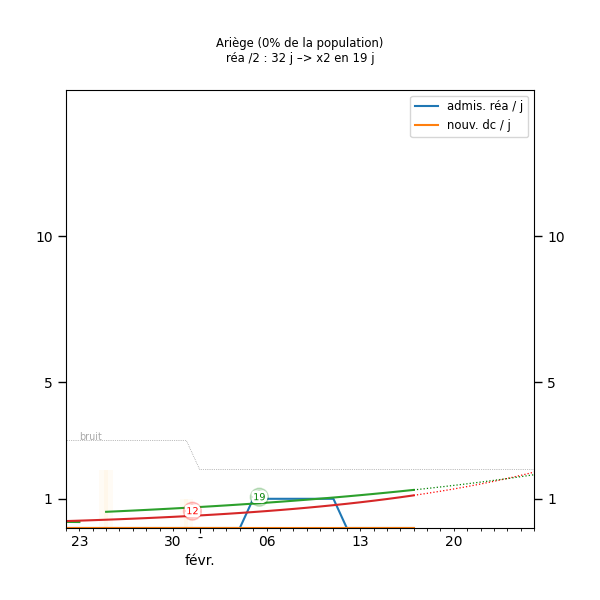 Ariège (0% de la population)
réa /2 : 32 j –> x2 en 19 j
admis. réa / j
nouv. dc / j
10 10
5 5
bruit
19
12
1 1
23 30 - 06 13 20
févr.